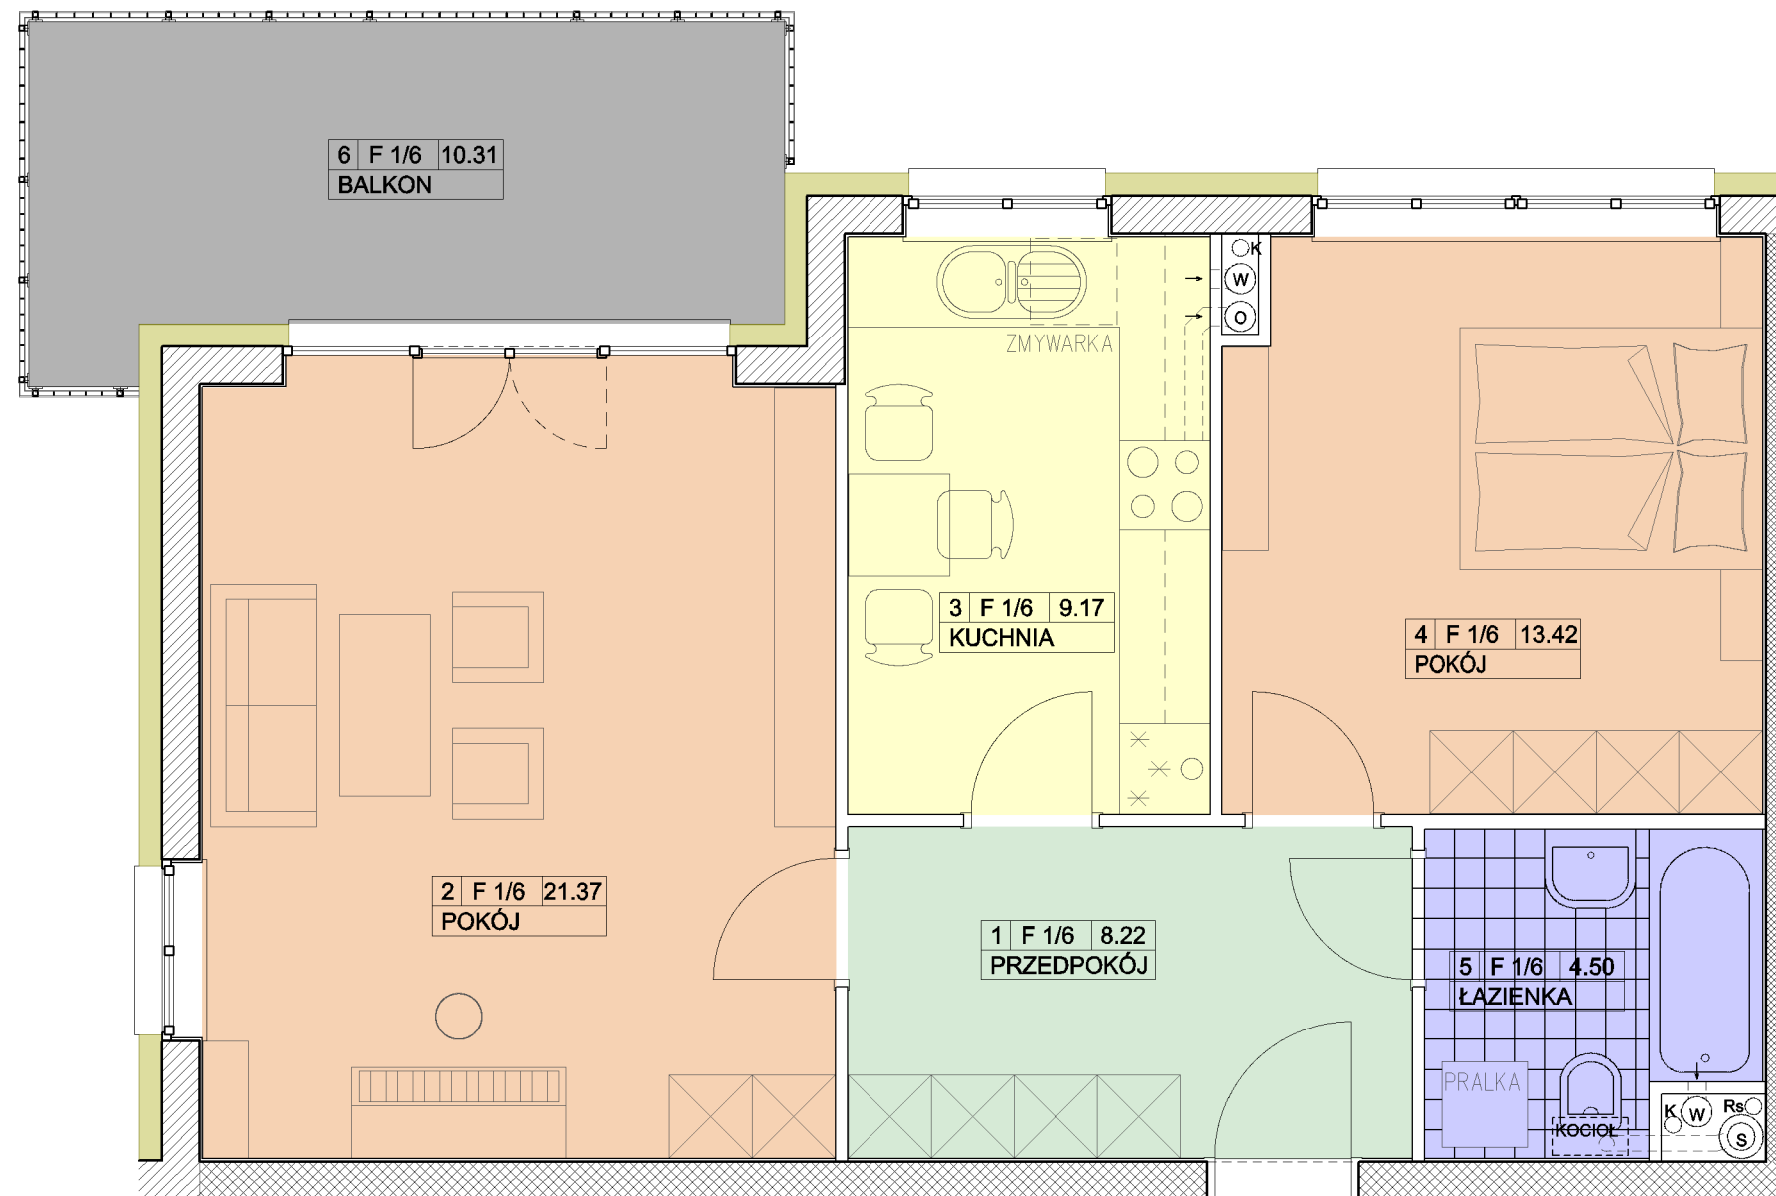 6 F 1/6 10.31
BALKON
K
W
O
ZMYWARKA
3 F 1/6 9.17
KUCHNIA
4 F 1/6 13.42
POKÓJ
2 F 1/6 21.37
POKÓJ
1 F 1/6 8.22
PRZEDPOKÓJ
5 F 1/6 4.50
ŁAZIENKA
PRALKA
KOCIOŁ
K W Rs
S